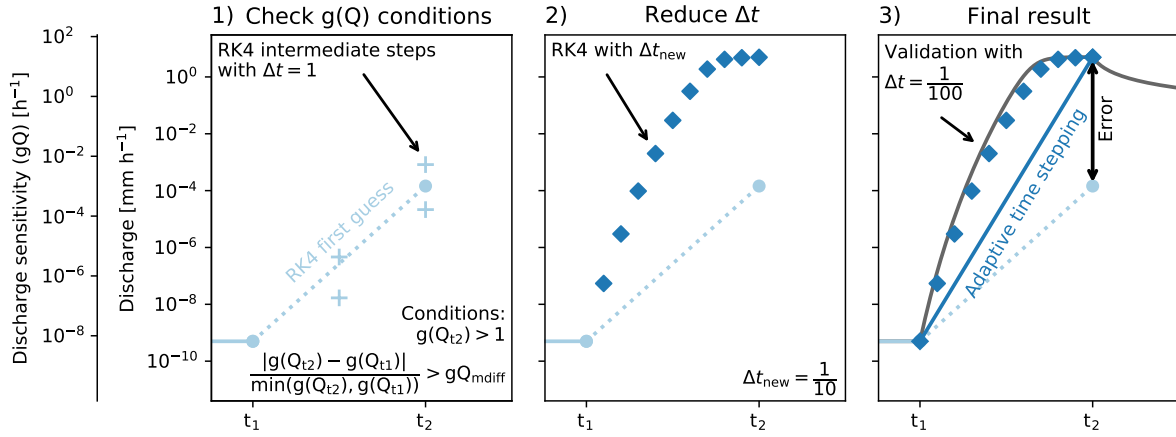 1) Check g(Q) conditions
2) Reduce Δt
3) Final result
Discharge sensitivity (gQ) [h⁻¹]
10²
10⁰
10⁻²
10⁻⁴
10⁻⁶
10⁻⁸
Discharge [mm h⁻¹]
10⁰
10⁻²
10⁻⁴
10⁻⁶
10⁻⁸
10⁻¹⁰
RK4 intermediate steps
with Δt = 1
RK4 first guess
Conditions:
g(Q_t2) > 1
|g(Q_t2) − g(Q_t1)| / min(g(Q_t2), g(Q_t1)) > gQ_mdiff
t₁
t₂
RK4 with Δt_new
Δt_new = 1/10
t₁
t₂
Validation with
Δt = 1/100
Error
Adaptive time stepping
t₁
t₂